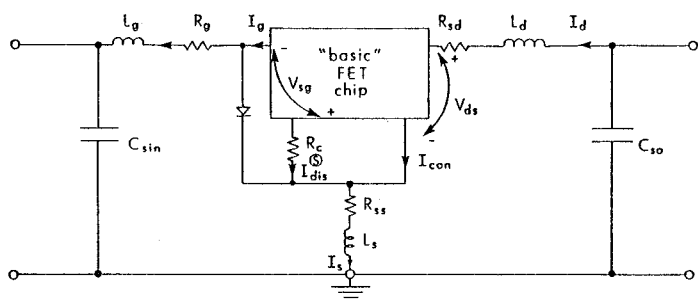 Lg Rg Ig Rsd Ld Id
-
"basic"
FET
chip
+
Vsg
Vds
+
-
Csin
Rc
Ⓢ
Idis
Icon
Cso
Rss
Ls
Is